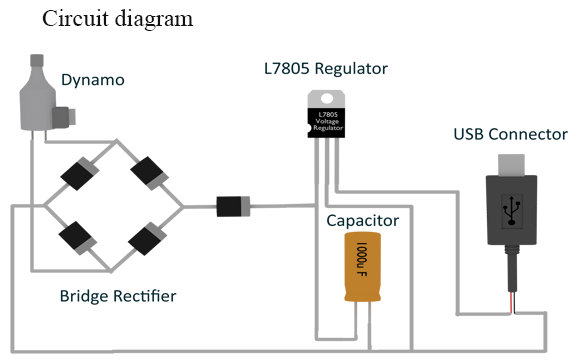 Circuit diagram
Dynamo
L7805 Regulator
L7805
Voltage
Regulator
USB Connector
Capacitor
1000u F
Bridge Rectifier